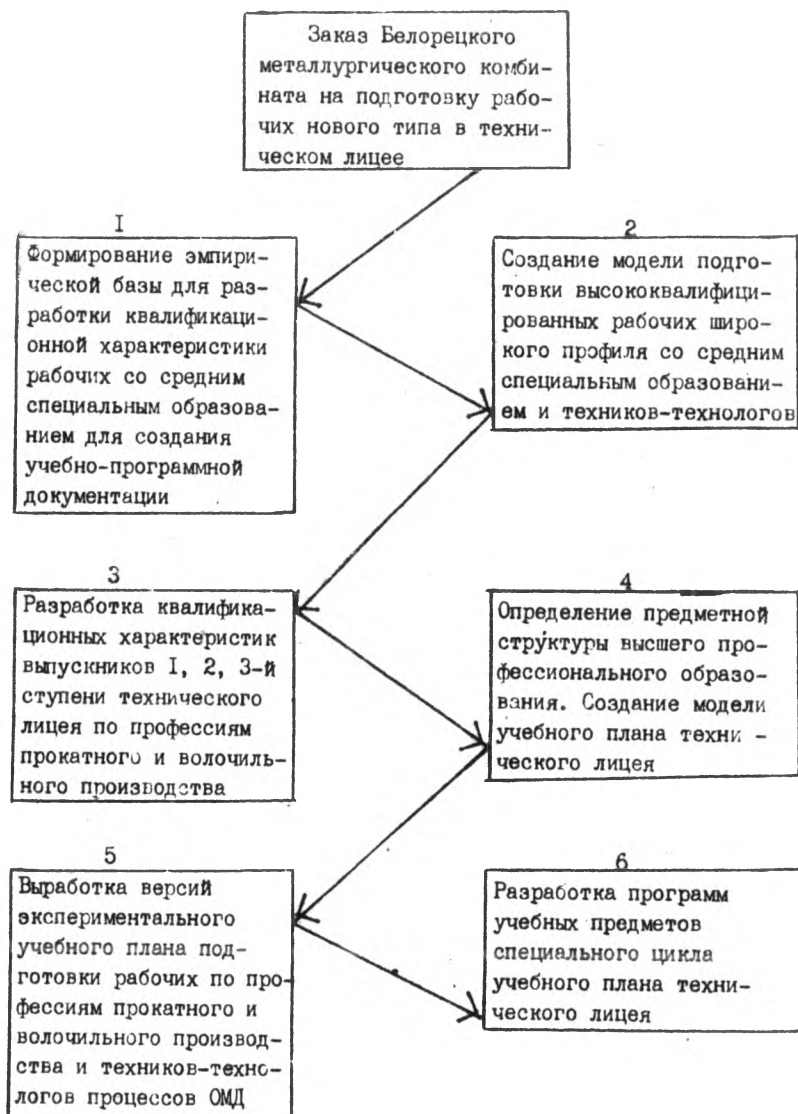 Заказ Белорецкого
металлургического комби-
ната на подготовку рабо-
чих нового типа в техни-
ческом лицее
I
Формирование эмпири-
ческой базы для раз-
работки квалификаци-
онной характеристики
рабочих со средним
специальным образова-
нием для создания
учебно-программной
документации
2
Создание модели подго-
товки высококвалифици-
рованных рабочих широ-
кого профиля со средним
специальным образовани-
ем и техников-технологов
3
Разработка квалифика-
ционных характеристик
выпускников I, 2, 3-й
ступени технического
лицея по профессиям
прокатного и волочиль-
ного производства
4
Определение предметной
структуры высшего про-
фессионального образо-
вания. Создание модели
учебного плана техни -
ческого лицея
5
Выработка версий
экспериментального
учебного плана под-
готовки рабочих по про-
фессиям прокатного и
волочильного производ-
ства и техников-техно-
логов процессов ОМД
6
Разработка программ
учебных предметов
специального цикла
учебного плана техни-
ческого лицея